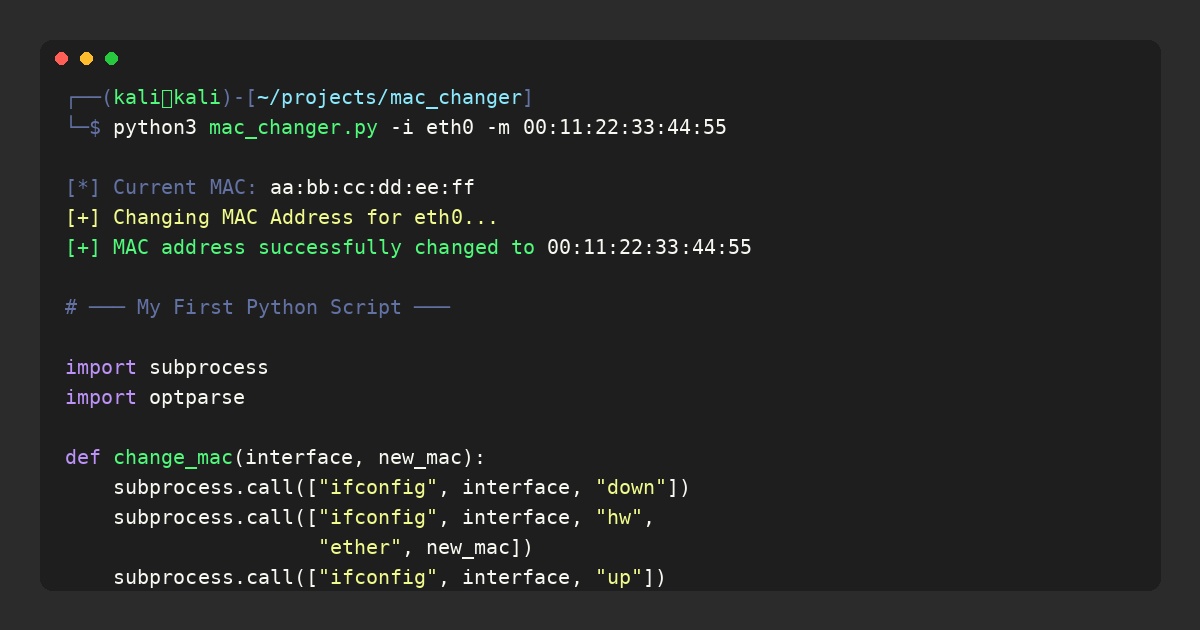 ┌──(kali▯kali)-[~/projects/mac_changer]
└─$ python3 mac_changer.py -i eth0 -m 00:11:22:33:44:55
[*] Current MAC: aa:bb:cc:dd:ee:ff
[+] Changing MAC Address for eth0...
[+] MAC address successfully changed to 00:11:22:33:44:55
# ─── My First Python Script ───
import subprocess
import optparse
def change_mac(interface, new_mac):
    subprocess.call(["ifconfig", interface, "down"])
    subprocess.call(["ifconfig", interface, "hw",
                     "ether", new_mac])
    subprocess.call(["ifconfig", interface, "up"])